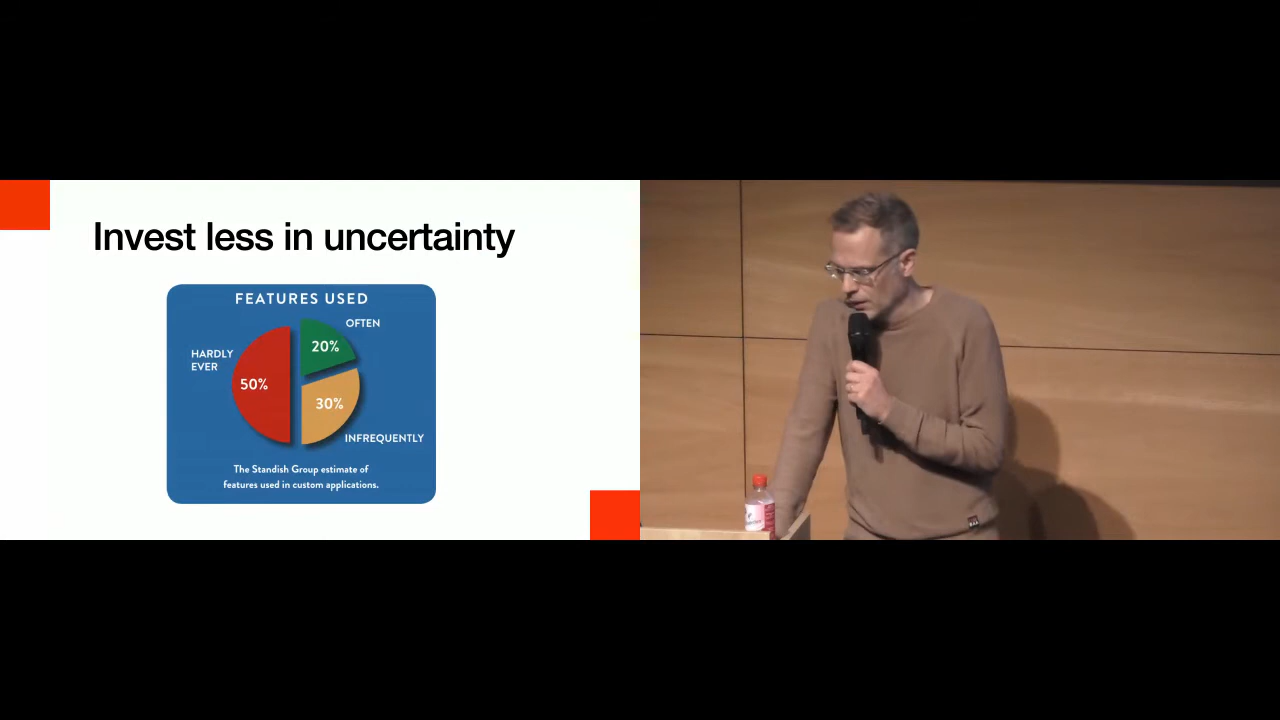 Invest less in uncertainty
FEATURES USED
OFTEN
20%
HARDLY
EVER
50%
30%
INFREQUENTLY
The Standish Group estimate of
features used in custom applications.